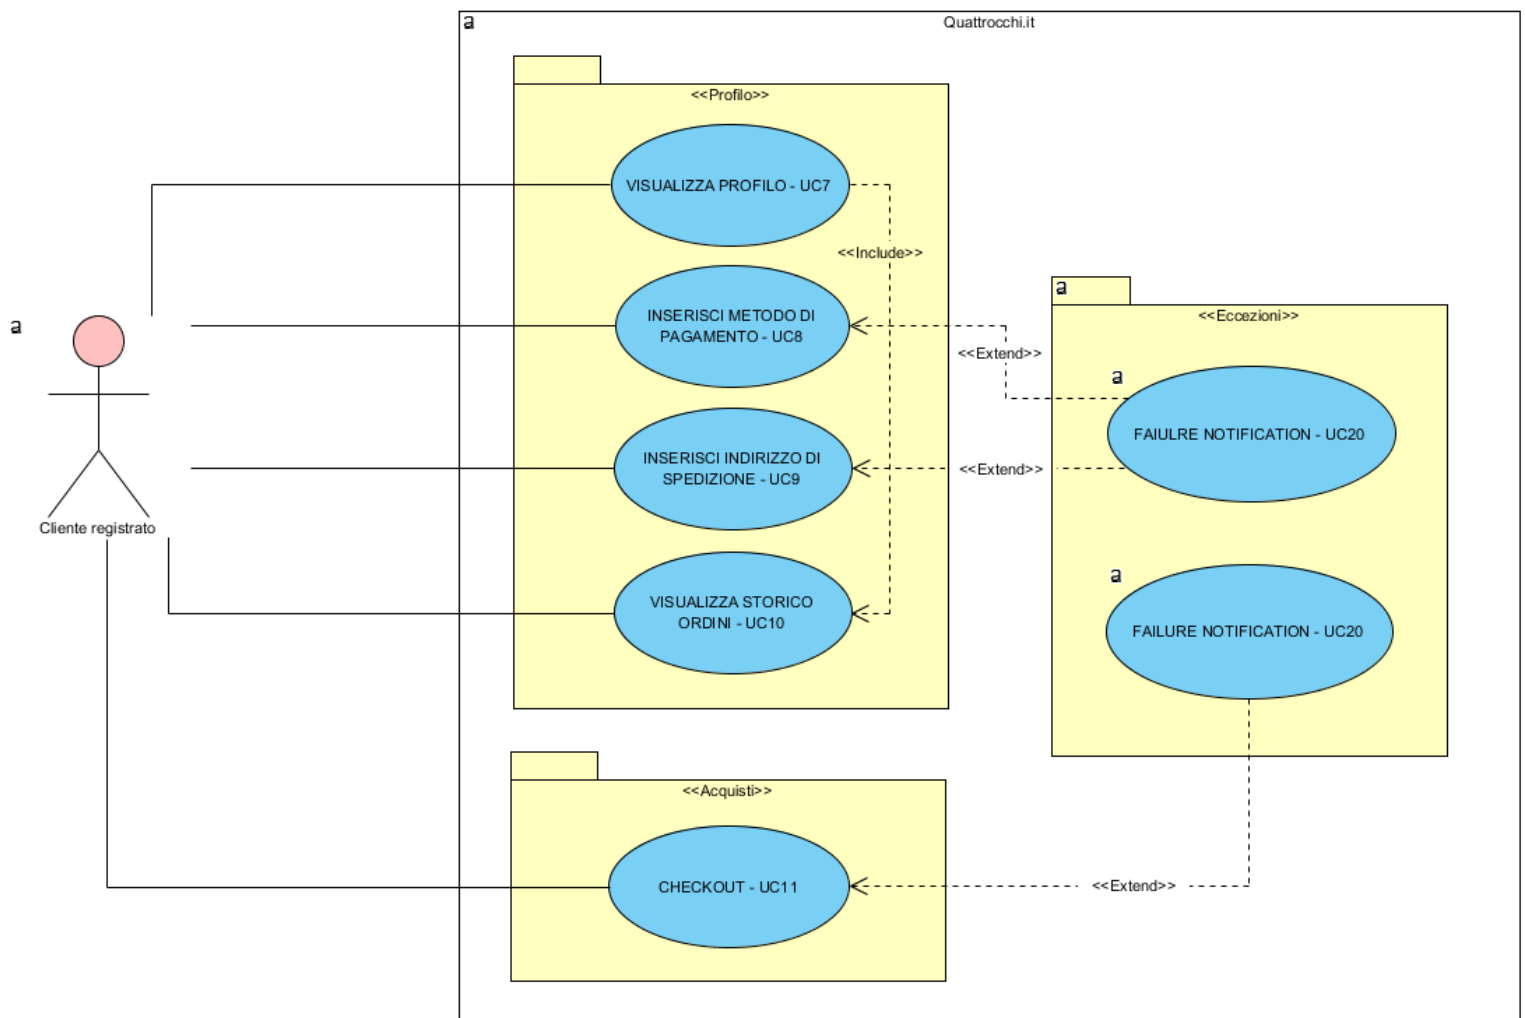 a
Quattrocchi.it
<<Profilo>>
VISUALIZZA PROFILO - UC7
<<Include>>
INSERISCI METODO DI
PAGAMENTO - UC8
<<Extend>>
INSERISCI INDIRIZZO DI
SPEDIZIONE - UC9
<<Extend>>
VISUALIZZA STORICO
ORDINI - UC10
a
<<Eccezioni>>
a
FAIULRE NOTIFICATION - UC20
a
FAILURE NOTIFICATION - UC20
a
Cliente registrato
<<Acquisti>>
CHECKOUT - UC11
<<Extend>>